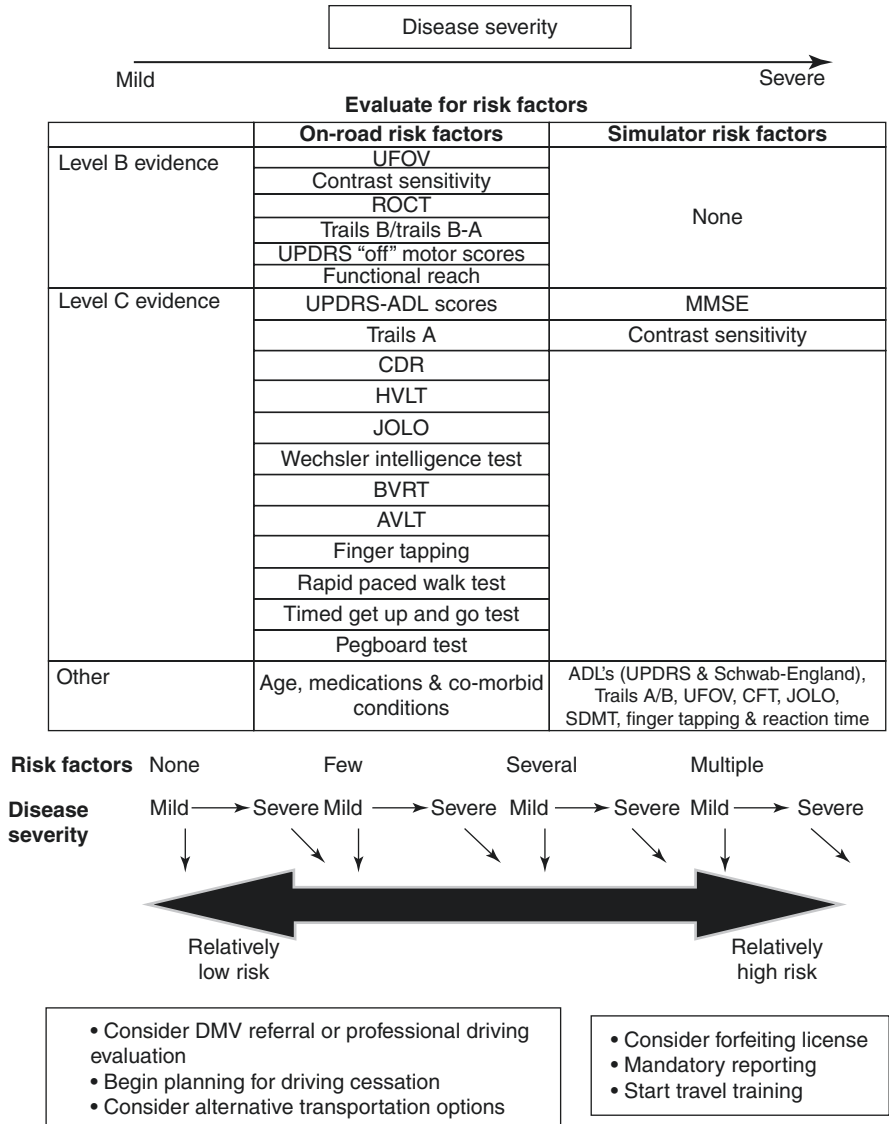 Disease severity
Mild Severe
Evaluate for risk factors
On-road risk factors Simulator risk factors
Level B evidence
UFOV
Contrast sensitivity
ROCT
Trails B/trails B-A
UPDRS “off” motor scores
Functional reach
None
Level C evidence
UPDRS-ADL scores MMSE
Trails A Contrast sensitivity
CDR
HVLT
JOLO
Wechsler intelligence test
BVRT
AVLT
Finger tapping
Rapid paced walk test
Timed get up and go test
Pegboard test
Other
Age, medications & co-morbid
conditions
ADL’s (UPDRS & Schwab-England),
Trails A/B, UFOV, CFT, JOLO,
SDMT, finger tapping & reaction time
Risk factors None Few Several Multiple
Disease
severity
Mild Severe Mild Severe Mild Severe Mild Severe
Relatively
low risk
Relatively
high risk
• Consider DMV referral or professional driving
evaluation
• Begin planning for driving cessation
• Consider alternative transportation options
• Consider forfeiting license
• Mandatory reporting
• Start travel training